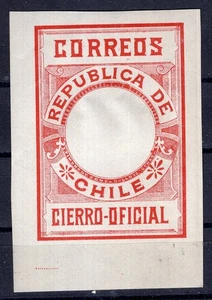 CORREOS
REPUBLICA DE
CHILE
CIERRO-OFICIAL